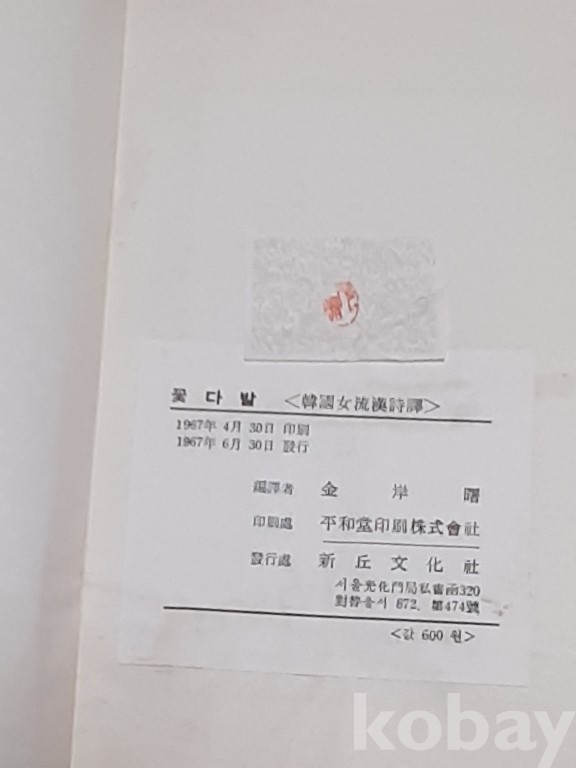 꽃 다 발 <韓國女流漢詩譯>
1967年 4月 30日 印刷
1967年 6月 30日 發行
編譯者 金 岸 曙
印刷處 平和堂印刷株式會社
發行處 新 丘 文 化 社
서울光化門局私書函320
對替유시 872. 第474號
<값 600 원>
kobay